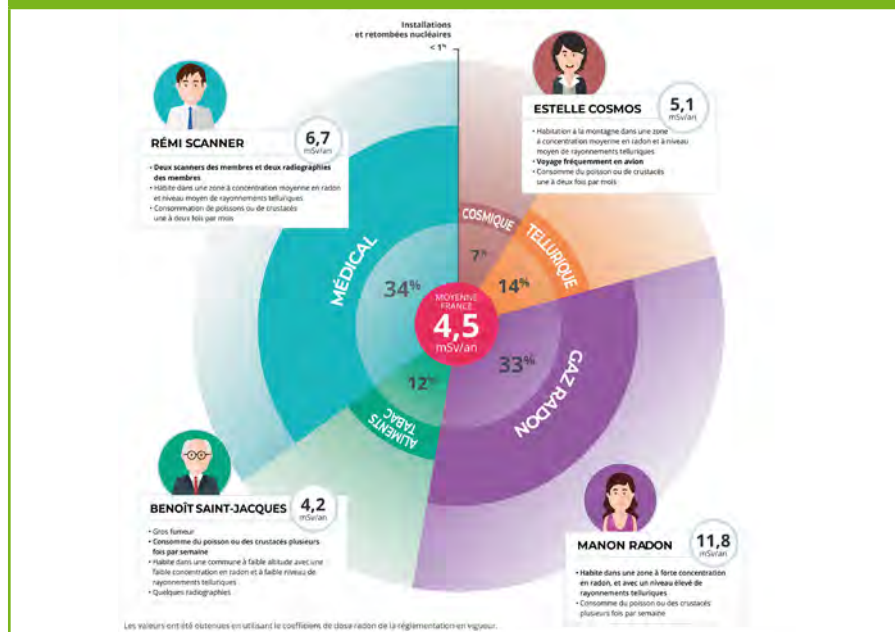 Installations
et retombées nucléaires
< 1%
RÉMI SCANNER
6,7
mSv/an
• Deux scanners des membres et deux radiographies
des membres
• Habite dans une zone à concentration moyenne en radon
et niveau moyen de rayonnements telluriques
• Consommation de poissons ou de crustacés
une à deux fois par mois
ESTELLE COSMOS
5,1
mSv/an
• Habitation à la montagne dans une zone
à concentration moyenne en radon et à niveau
moyen de rayonnements telluriques
• Voyage fréquemment en avion
• Consomme du poisson ou de crustacés
une à deux fois par mois
COSMIQUE
7%
TELLURIQUE
14%
MÉDICAL
34%
MOYENNE
FRANCE
4,5
mSv/an
33%
GAZ RADON
12%
ALIMENTS
TABAC
BENOÎT SAINT-JACQUES
4,2
mSv/an
• Gros fumeur
• Consomme du poisson ou des crustacés plusieurs
fois par semaine
• Habite dans une commune à faible altitude avec une
faible concentration en radon et à faible niveau de
rayonnements telluriques
• Quelques radiographies
MANON RADON
11,8
mSv/an
• Habite dans une zone à forte concentration
en radon, et avec un niveau élevé de
rayonnements telluriques
• Consomme du poisson ou des crustacés
plusieurs fois par semaine
Les valeurs ont été obtenues en utilisant le coefficient de dose radon de la réglementation en vigueur.